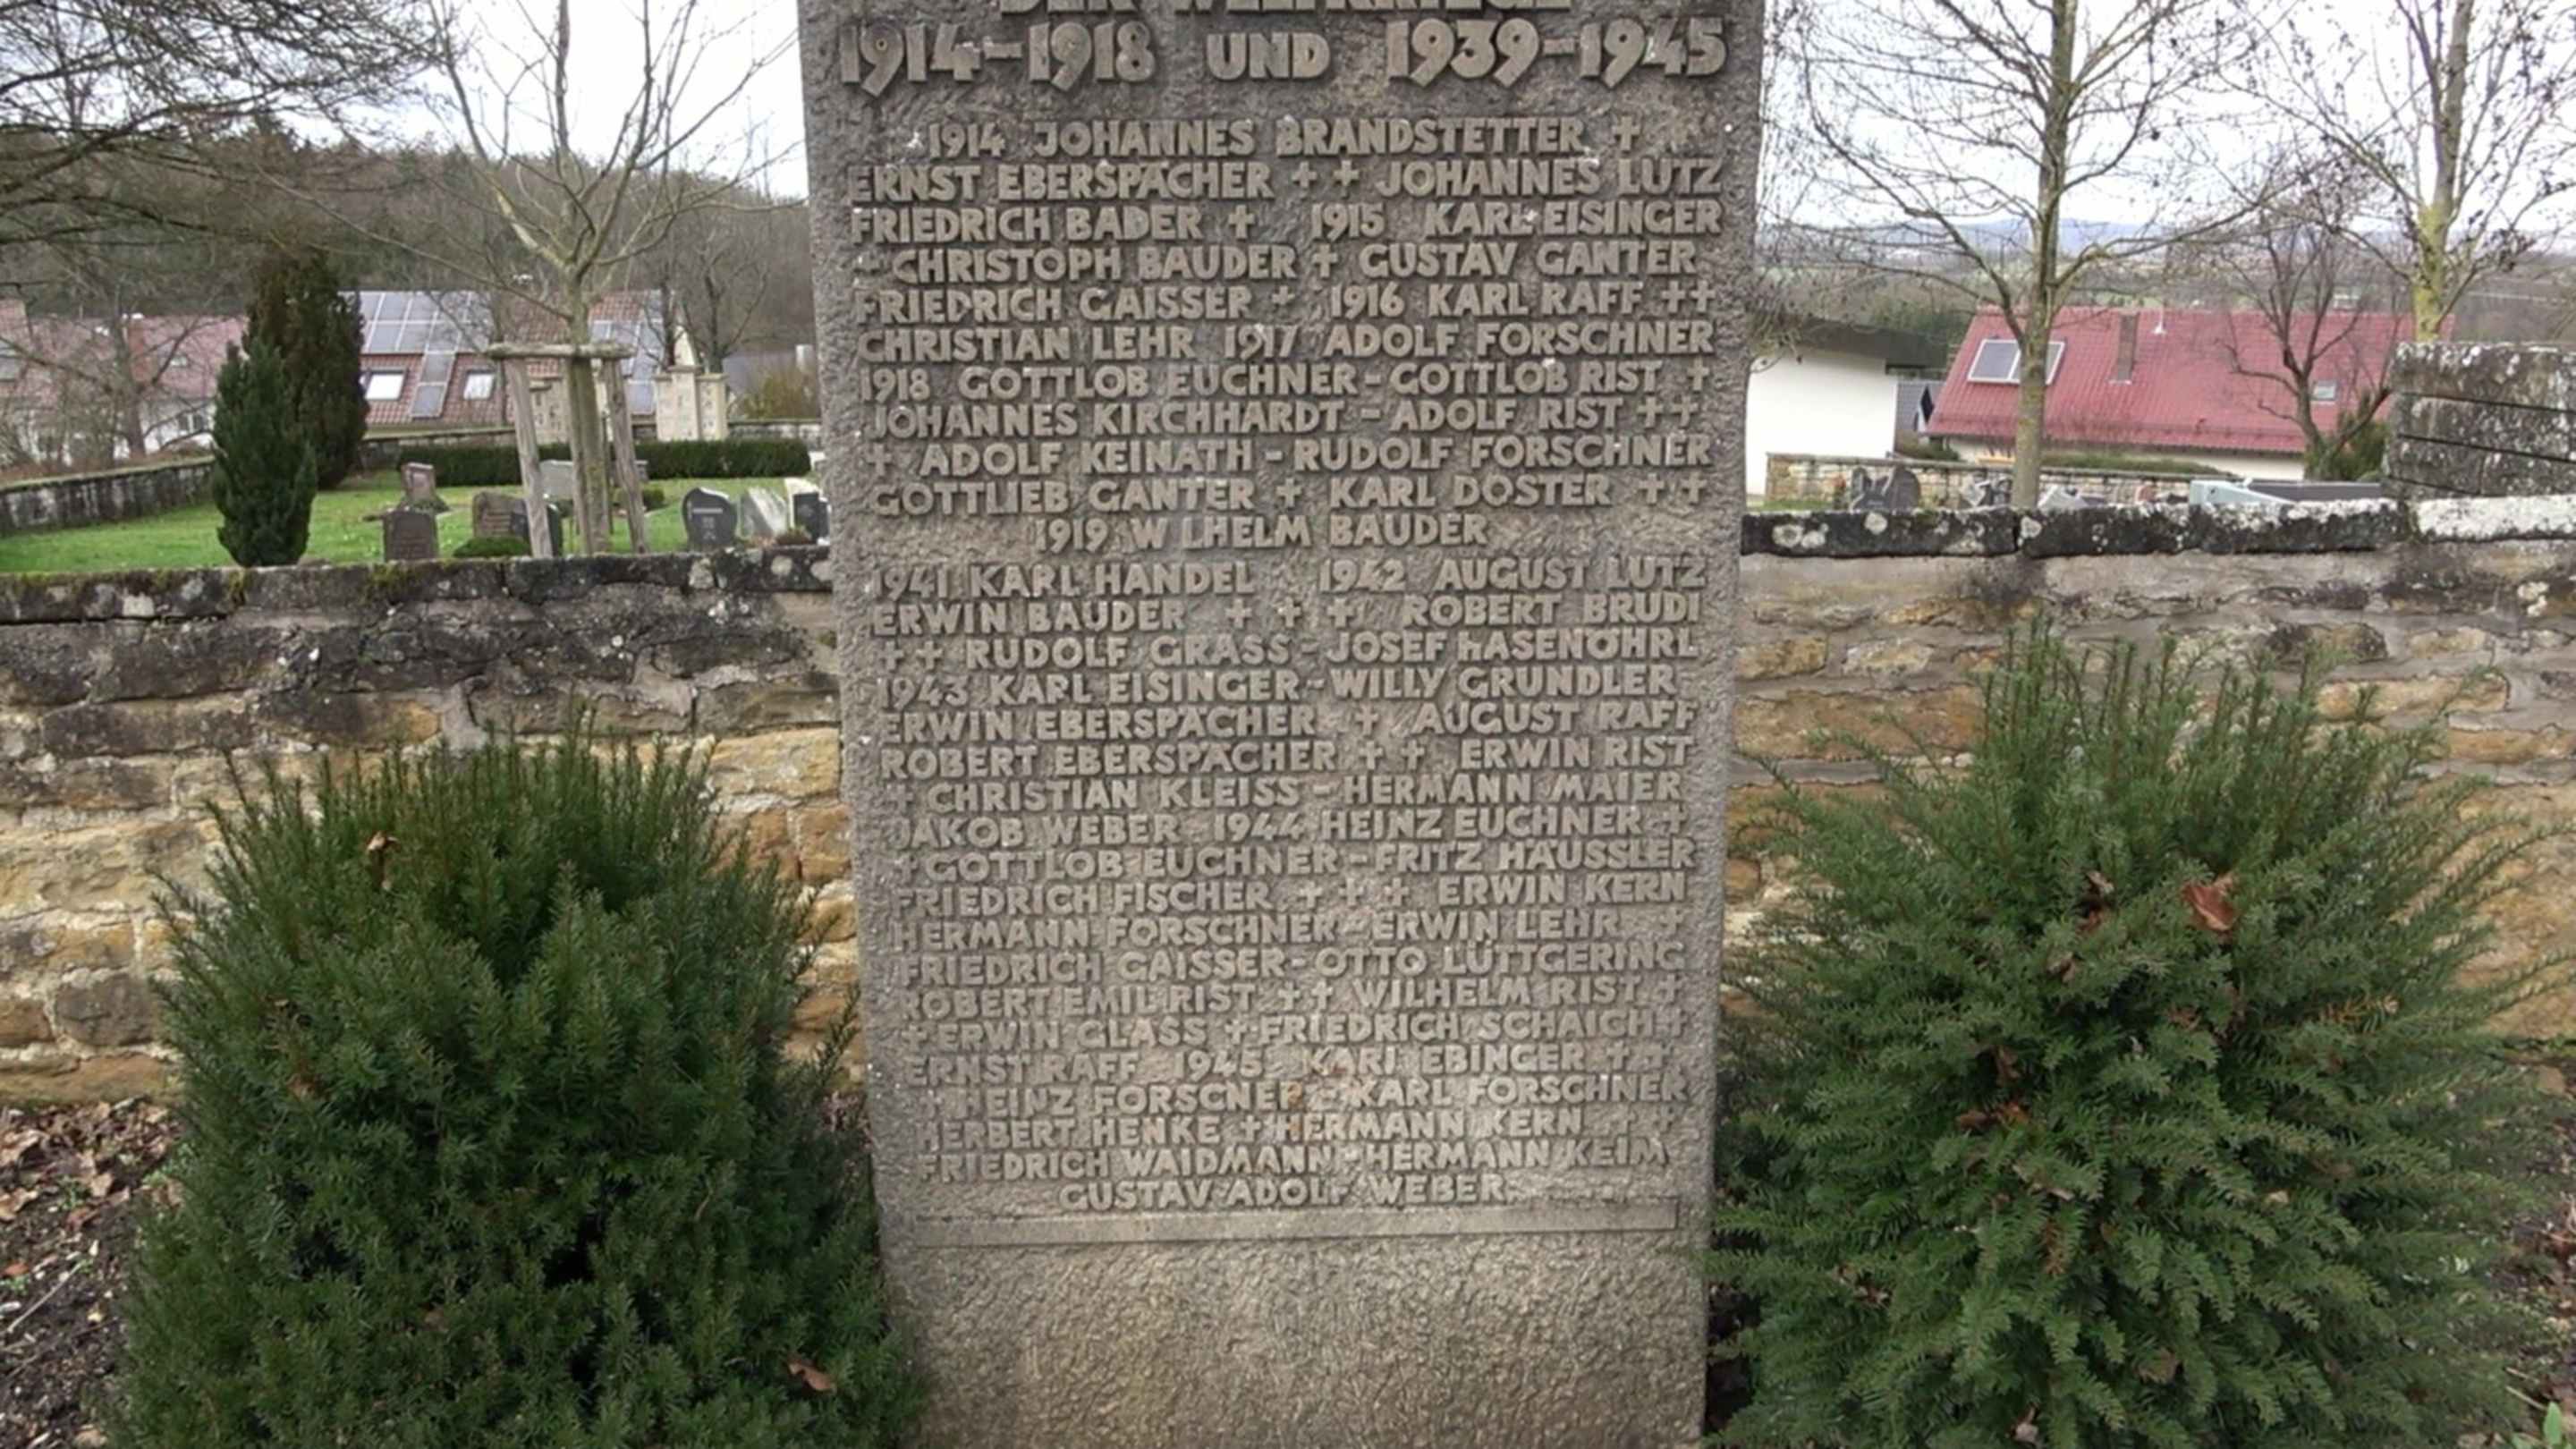 DER WELTKRIEGE
1914-1918 UND 1939-1945
1914 JOHANNES BRANDSTETTER + +
ERNST EBERSPÄCHER + + JOHANNES LUTZ
FRIEDRICH BADER + 1915 KARL EISINGER
- CHRISTOPH BAUDER + GUSTAV GANTER
FRIEDRICH GAISSER + 1916 KARL RAFF ++
CHRISTIAN LEHR 1917 ADOLF FORSCHNER
1918 GOTTLOB EUCHNER - GOTTLOB RIST +
JOHANNES KIRCHHARDT - ADOLF RIST ++
+ ADOLF KEINATH - RUDOLF FORSCHNER
GOTTLIEB GANTER + KARL DOSTER ++
1919 W LHELM BAUDER
1941 KARL HANDEL 1942 AUGUST LUTZ
ERWIN BAUDER + + + ROBERT BRUDI
++ RUDOLF GRASS - JOSEF hASENÖHRL
1943 KARL EISINGER - WILLY GRUNDLER
ERWIN EBERSPÄCHER + AUGUST RAFF
ROBERT EBERSPÄCHER + + ERWIN RIST
+ CHRISTIAN KLEISS - HERMANN MAIER
JAKOB WEBER 1944 HEINZ EUCHNER +
+ GOTTLOB EUCHNER - FRITZ HÄUSSLER
FRIEDRICH FISCHER + + + ERWIN KERN
HERMANN FORSCHNER - ERWIN LEHR +
FRIEDRICH GAISSER - OTTO LÜTTGERING
ROBERT EMIL RIST ++ WILHELM RIST +
+ ERWIN GLASS + FRIEDRICH SCHAICH +
ERNST RAFF 1945 KARL EBINGER ++
+ HEINZ FORSCNER - KARL FORSCHNER
HERBERT HENKE + HERMANN KERN + +
FRIEDRICH WAIDMANN - HERMANN KEIM
GUSTAV ADOLF WEBER